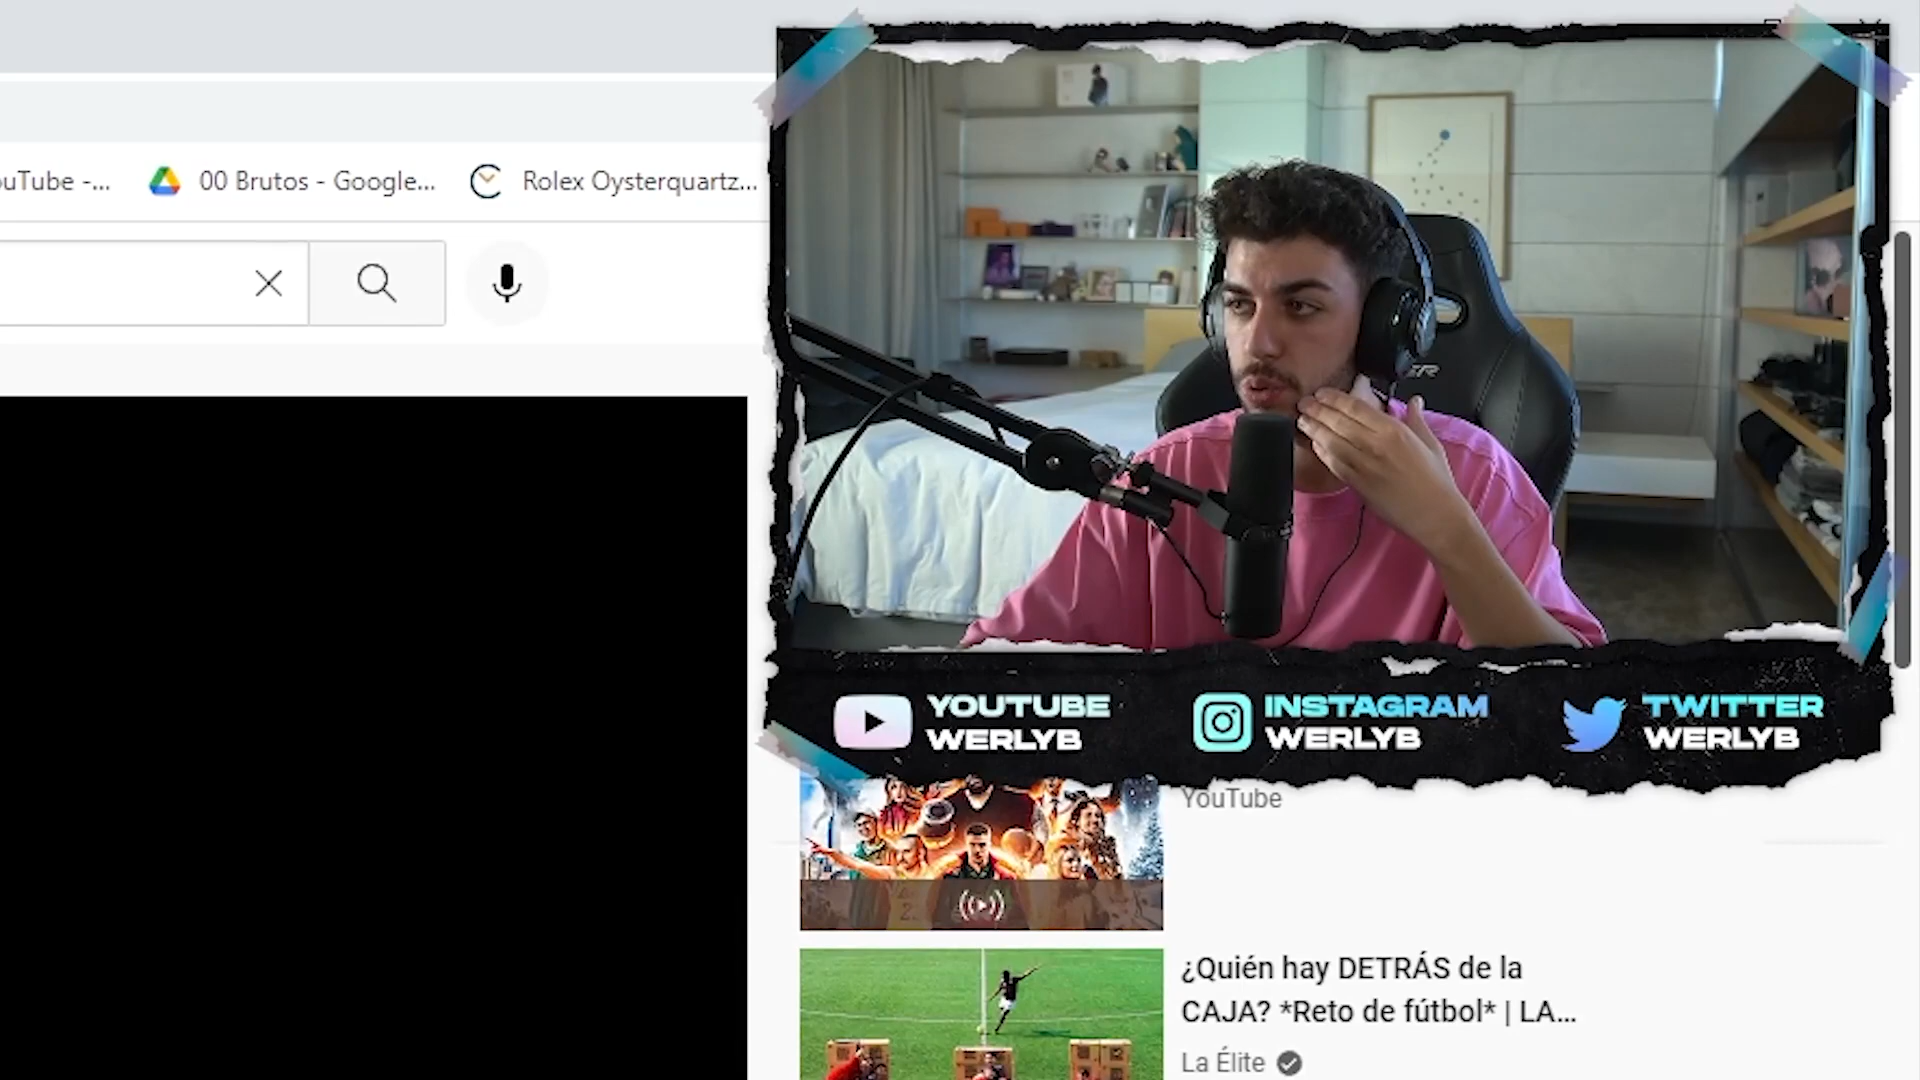 ouTube -...
00 Brutos - Google...
Rolex Oysterquartz...
YOUTUBE
WERLYB
INSTAGRAM
WERLYB
TWITTER
WERLYB
YouTube
¿Quién hay DETRÁS de la
CAJA? *Reto de fútbol* | LA...
La Élite